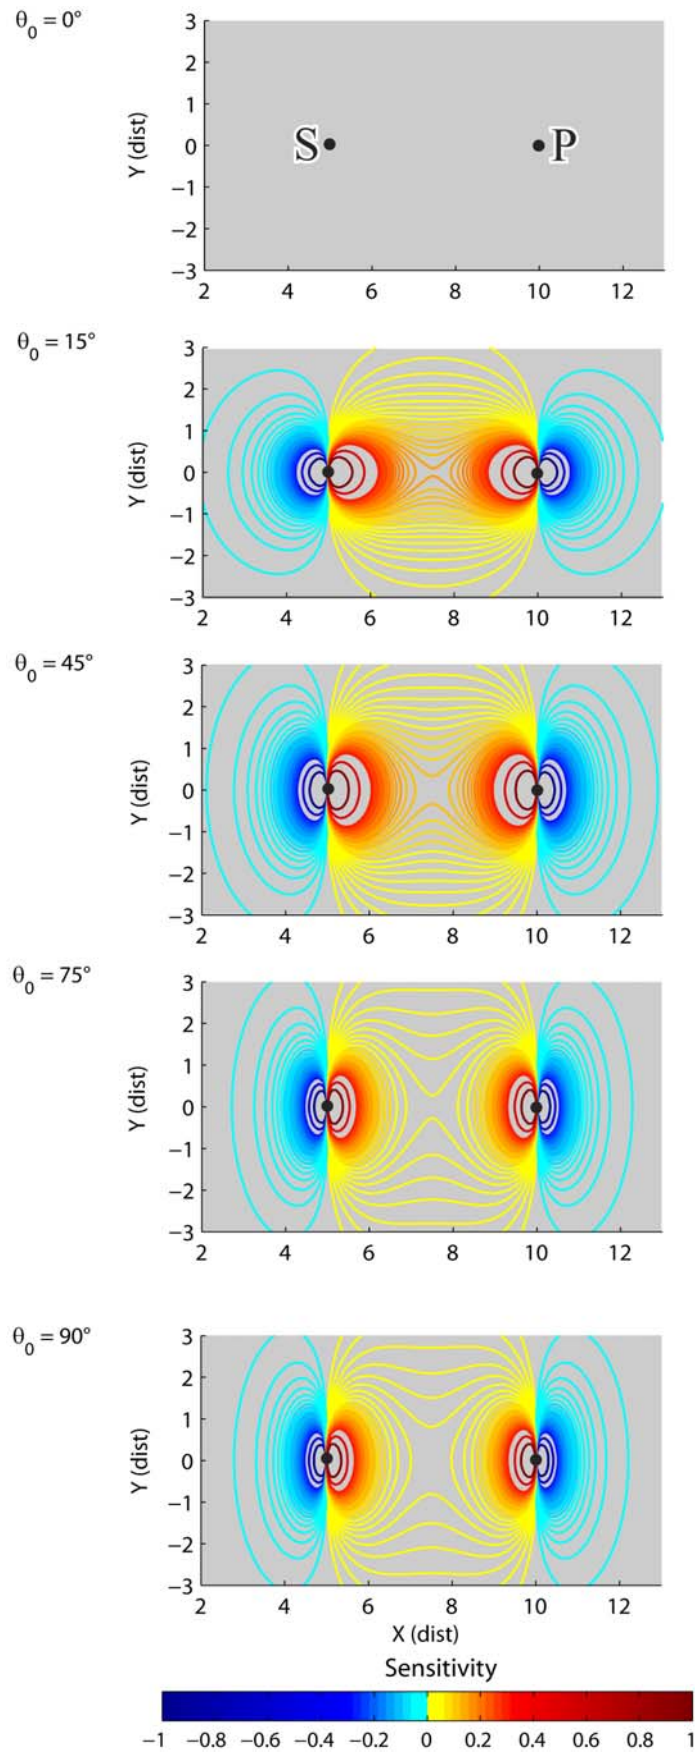 θ0 = 0°
3
2
1
0
−1
−2
−3
Y (dist)
S P
2 4 6 8 10 12
θ0 = 15°
3
2
1
0
−1
−2
−3
Y (dist)
2 4 6 8 10 12
θ0 = 45°
3
2
1
0
−1
−2
−3
Y (dist)
2 4 6 8 10 12
θ0 = 75°
3
2
1
0
−1
−2
−3
Y (dist)
2 4 6 8 10 12
θ0 = 90°
3
2
1
0
−1
−2
−3
Y (dist)
2 4 6 8 10 12
X (dist)
Sensitivity
−1 −0.8 −0.6 −0.4 −0.2 0 0.2 0.4 0.6 0.8 1